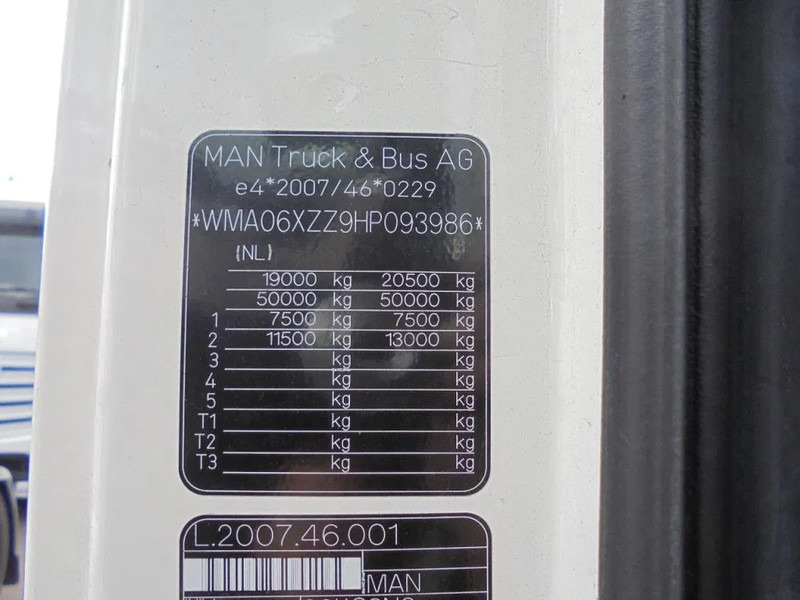 MAN Truck & Bus AG
e4*2007/46*0229
*WMA06XZZ9HP093986*
(NL)
19000 kg 20500 kg
50000 kg 50000 kg
1 7500 kg 7500 kg
2 11500 kg 13000 kg
3 kg kg
4 kg kg
5 kg kg
T1 kg kg
T2 kg kg
T3 kg kg
L.2007.46.001
MAN